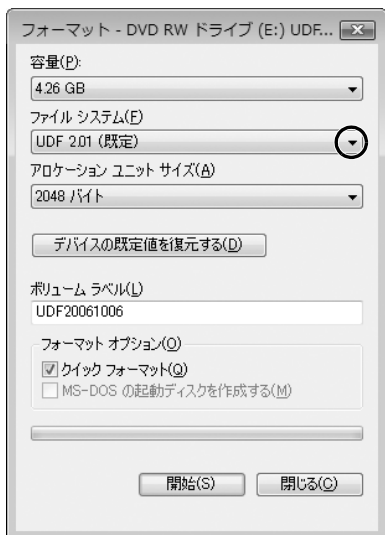 フォーマット - DVD RW ドライブ (E:) UDF...
容量(P):
4.26 GB
ファイル システム(F)
UDF 2.01 (既定)
アロケーション ユニット サイズ(A)
2048 バイト
デバイスの既定値を復元する(D)
ボリューム ラベル(L)
UDF20061006
フォーマット オプション(O)
クイック フォーマット(Q)
MS-DOS の起動ディスクを作成する(M)
開始(S)
閉じる(C)